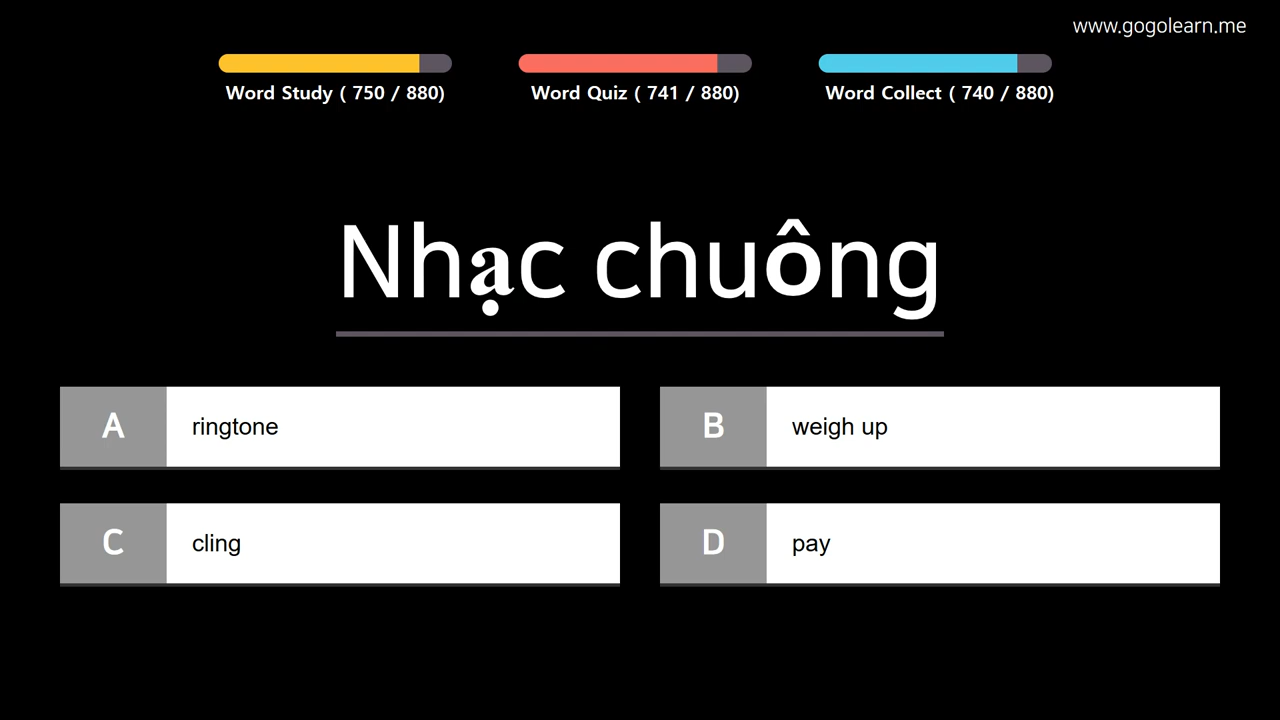 www.gogolearn.me
Word Study ( 750 / 880)
Word Quiz ( 741 / 880)
Word Collect ( 740 / 880)
Nhạc chuông
A ringtone
B weigh up
C cling
D pay